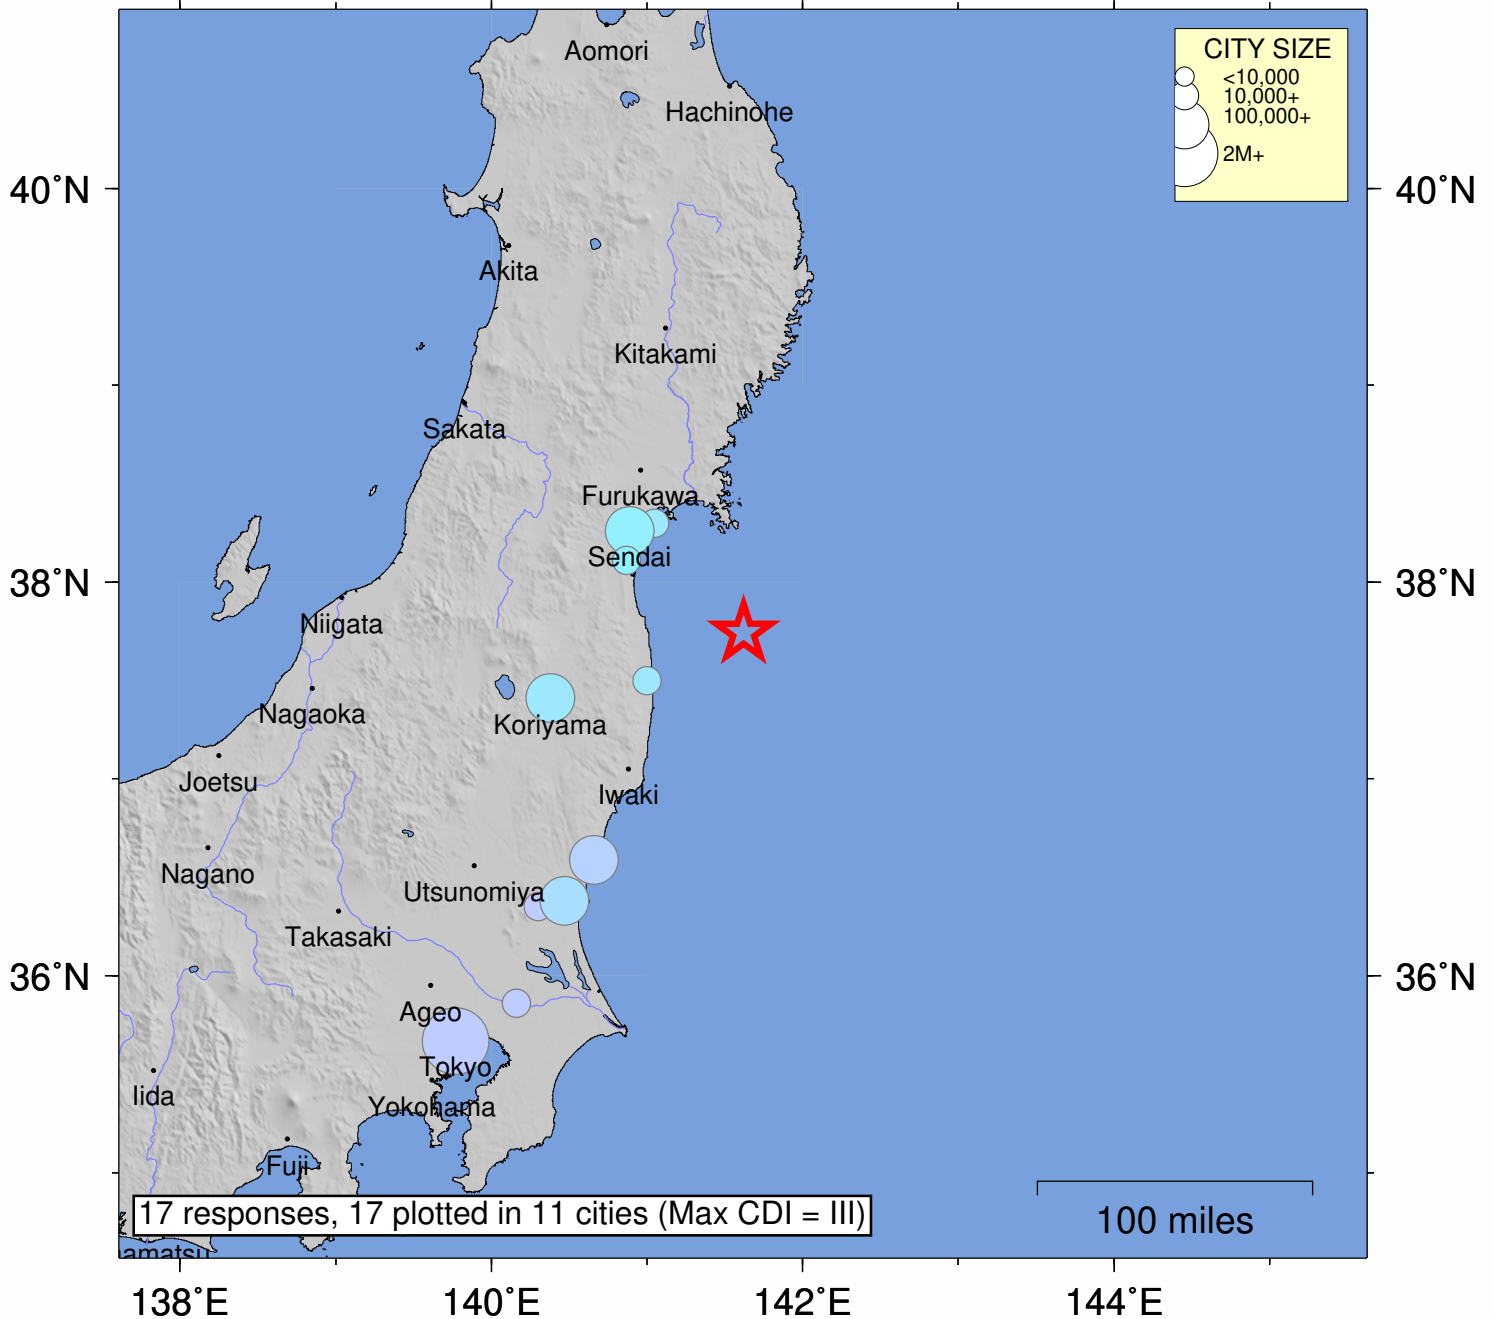 Aomori
CITY SIZE
<10,000
10,000+
100,000+
2M+
Hachinohe
40°N
40°N
Akita
Kitakami
Sakata
Furukawa
Sendai
38°N
38°N
Niigata
Nagaoka
Koriyama
Joetsu
Iwaki
Nagano
Utsunomiya
Takasaki
36°N
36°N
Ageo
Tokyo
Iida
Yokohama
Fuji
17 responses, 17 plotted in 11 cities (Max CDI = III)
100 miles
amatsu
138°E
140°E
142°E
144°E